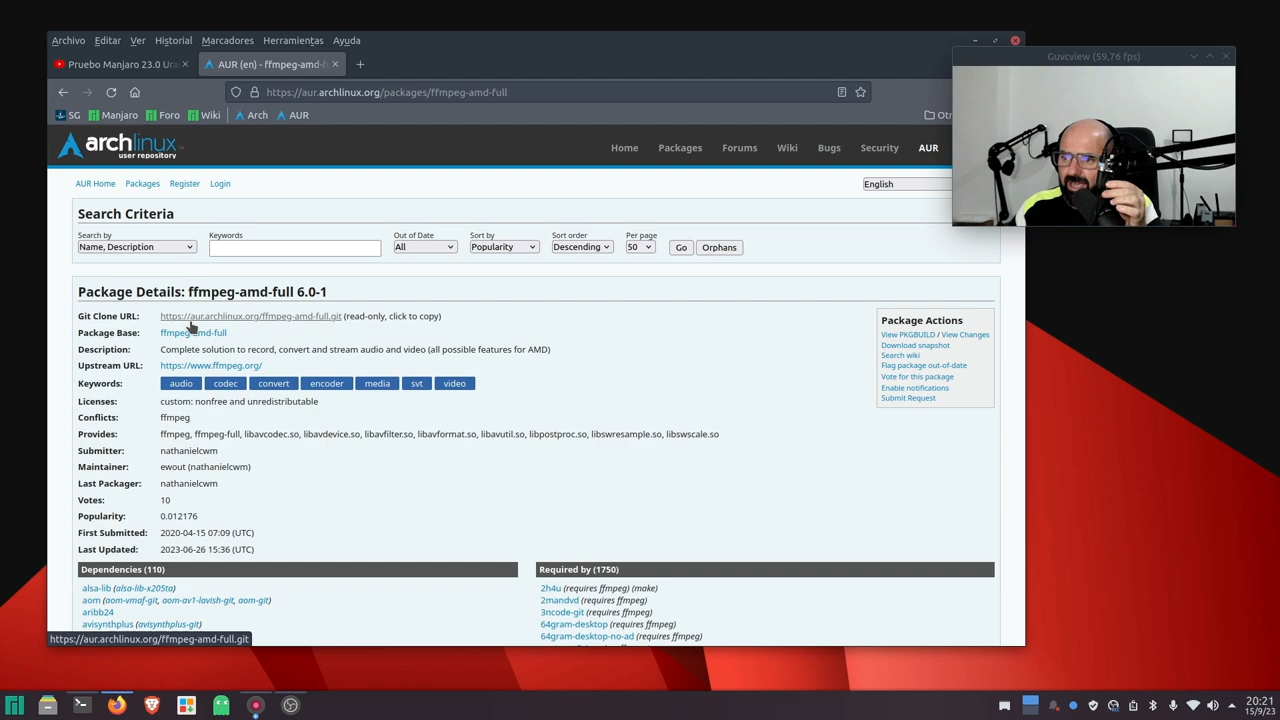 Archivo Editar Ver Historial Marcadores Herramientas Ayuda
Guvcview (59,76 fps)
Pruebo Manjaro 23.0 Ura
AUR (en) - ffmpeg-amd-fu
https://aur.archlinux.org/packages/ffmpeg-amd-full
SG Manjaro Foro Wiki Arch AUR Otr
archlinux
user repository
Home Packages Forums Wiki Bugs Security AUR
AUR Home Packages Register Login
English
Search Criteria
Search by Keywords Out of Date Sort by Sort order Per page
Name, Description All Popularity Descending 50 Go Orphans
Package Details: ffmpeg-amd-full 6.0-1
Git Clone URL: https://aur.archlinux.org/ffmpeg-amd-full.git (read-only, click to copy)
Package Base: ffmpeg-amd-full
Description: Complete solution to record, convert and stream audio and video (all possible features for AMD)
Upstream URL: https://www.ffmpeg.org/
Keywords: audio codec convert encoder media svt video
Licenses: custom: nonfree and unredistributable
Conflicts: ffmpeg
Provides: ffmpeg, ffmpeg-full, libavcodec.so, libavdevice.so, libavfilter.so, libavformat.so, libavutil.so, libpostproc.so, libswresample.so, libswscale.so
Submitter: nathanielcwm
Maintainer: ewout (nathanielcwm)
Last Packager: nathanielcwm
Votes: 10
Popularity: 0.012176
First Submitted: 2020-04-15 07:09 (UTC)
Last Updated: 2023-06-26 15:36 (UTC)
Package Actions
View PKGBUILD / View Changes
Download snapshot
Search wiki
Flag package out-of-date
Vote for this package
Enable notifications
Submit Request
Dependencies (110)
alsa-lib (alsa-lib-x205ta)
aom (aom-vmaf-git, aom-av1-lavish-git, aom-git)
aribb24
avisynthplus (avisynthplus-git)
Required by (1750)
2h4u (requires ffmpeg) (make)
2mandvd (requires ffmpeg)
3ncode-git (requires ffmpeg)
64gram-desktop (requires ffmpeg)
64gram-desktop-no-ad (requires ffmpeg)
https://aur.archlinux.org/ffmpeg-amd-full.git
20:21
15/9/23